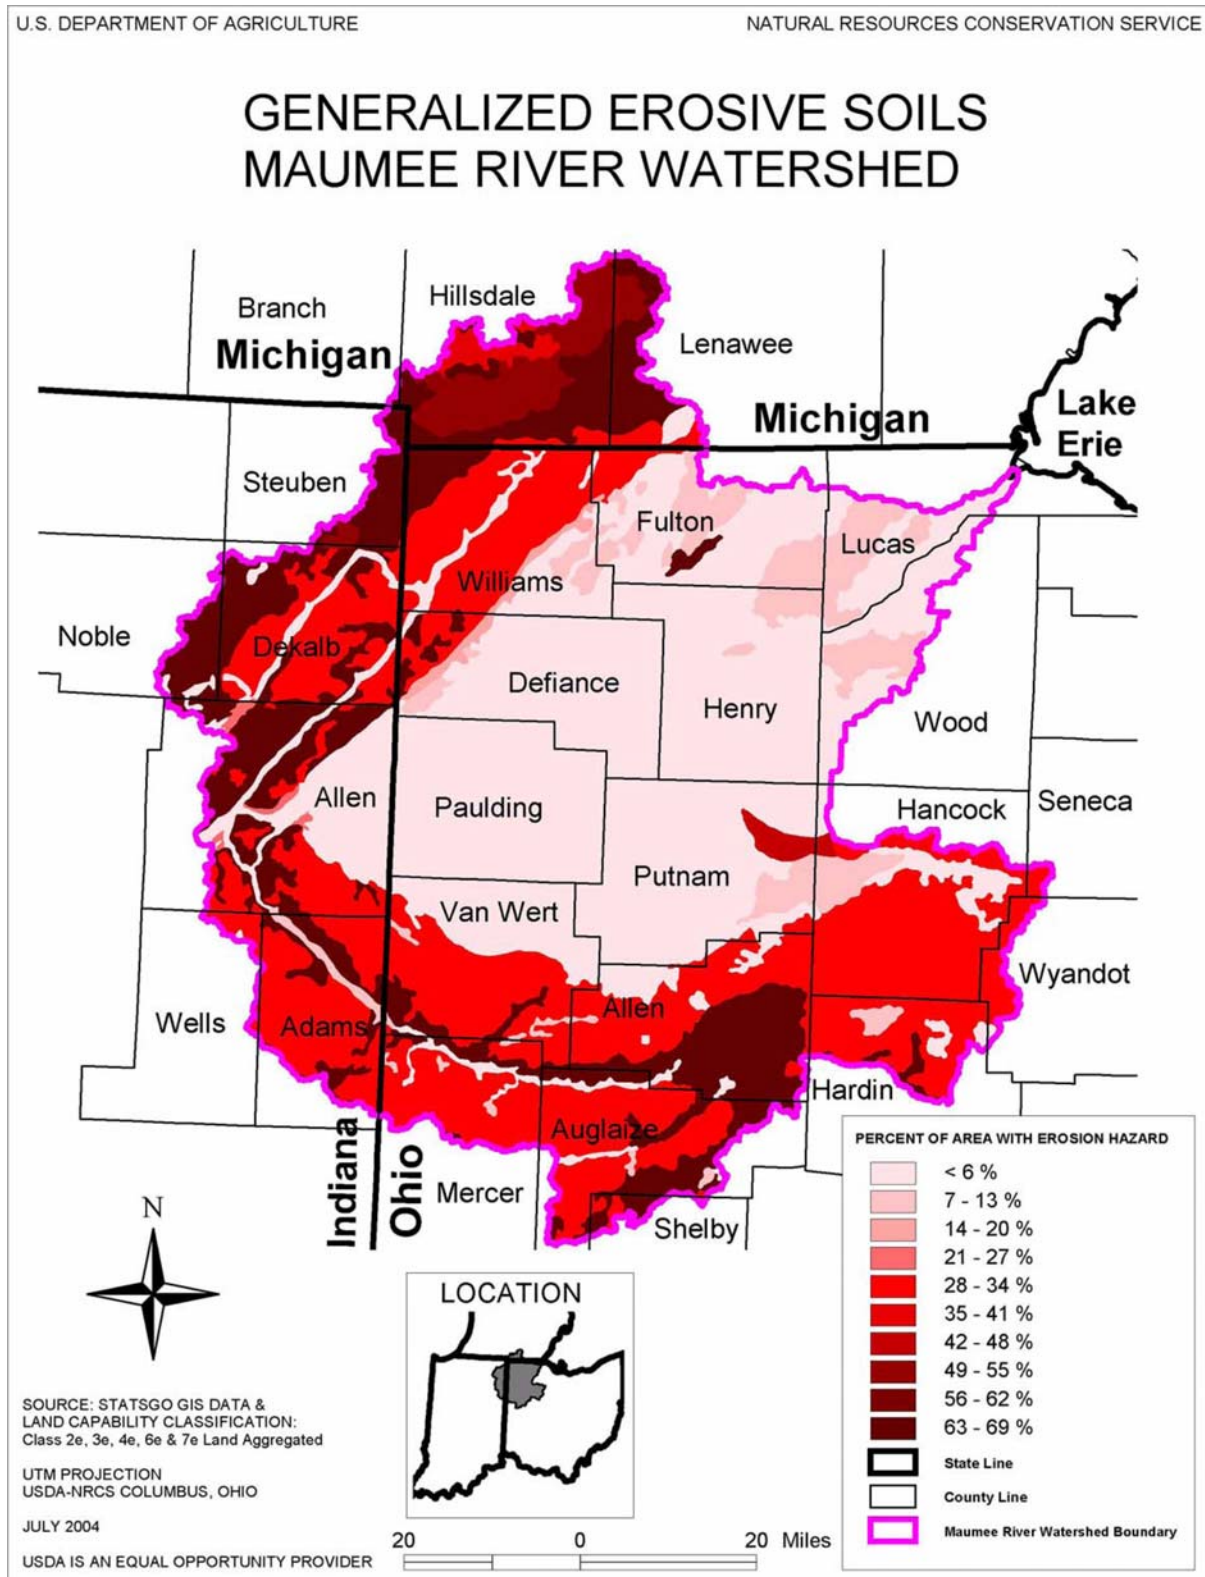 U.S. DEPARTMENT OF AGRICULTURE
NATURAL RESOURCES CONSERVATION SERVICE
GENERALIZED EROSIVE SOILS
MAUMEE RIVER WATERSHED
Branch
Hillsdale
Michigan
Lenawee
Michigan
Lake
Erie
Steuben
Fulton
Lucas
Williams
Noble
Dekalb
Defiance
Henry
Wood
Allen
Paulding
Hancock
Seneca
Putnam
Van Wert
Wyandot
Wells
Adams
Allen
Hardin
Auglaize
Indiana
Ohio
Mercer
Shelby
N
LOCATION
PERCENT OF AREA WITH EROSION HAZARD
< 6 %
7 - 13 %
14 - 20 %
21 - 27 %
28 - 34 %
35 - 41 %
42 - 48 %
49 - 55 %
56 - 62 %
63 - 69 %
State Line
County Line
Maumee River Watershed Boundary
SOURCE: STATSGO GIS DATA &
LAND CAPABILITY CLASSIFICATION:
Class 2e, 3e, 4e, 6e & 7e Land Aggregated
UTM PROJECTION
USDA-NRCS COLUMBUS, OHIO
JULY 2004
USDA IS AN EQUAL OPPORTUNITY PROVIDER
20 0 20 Miles